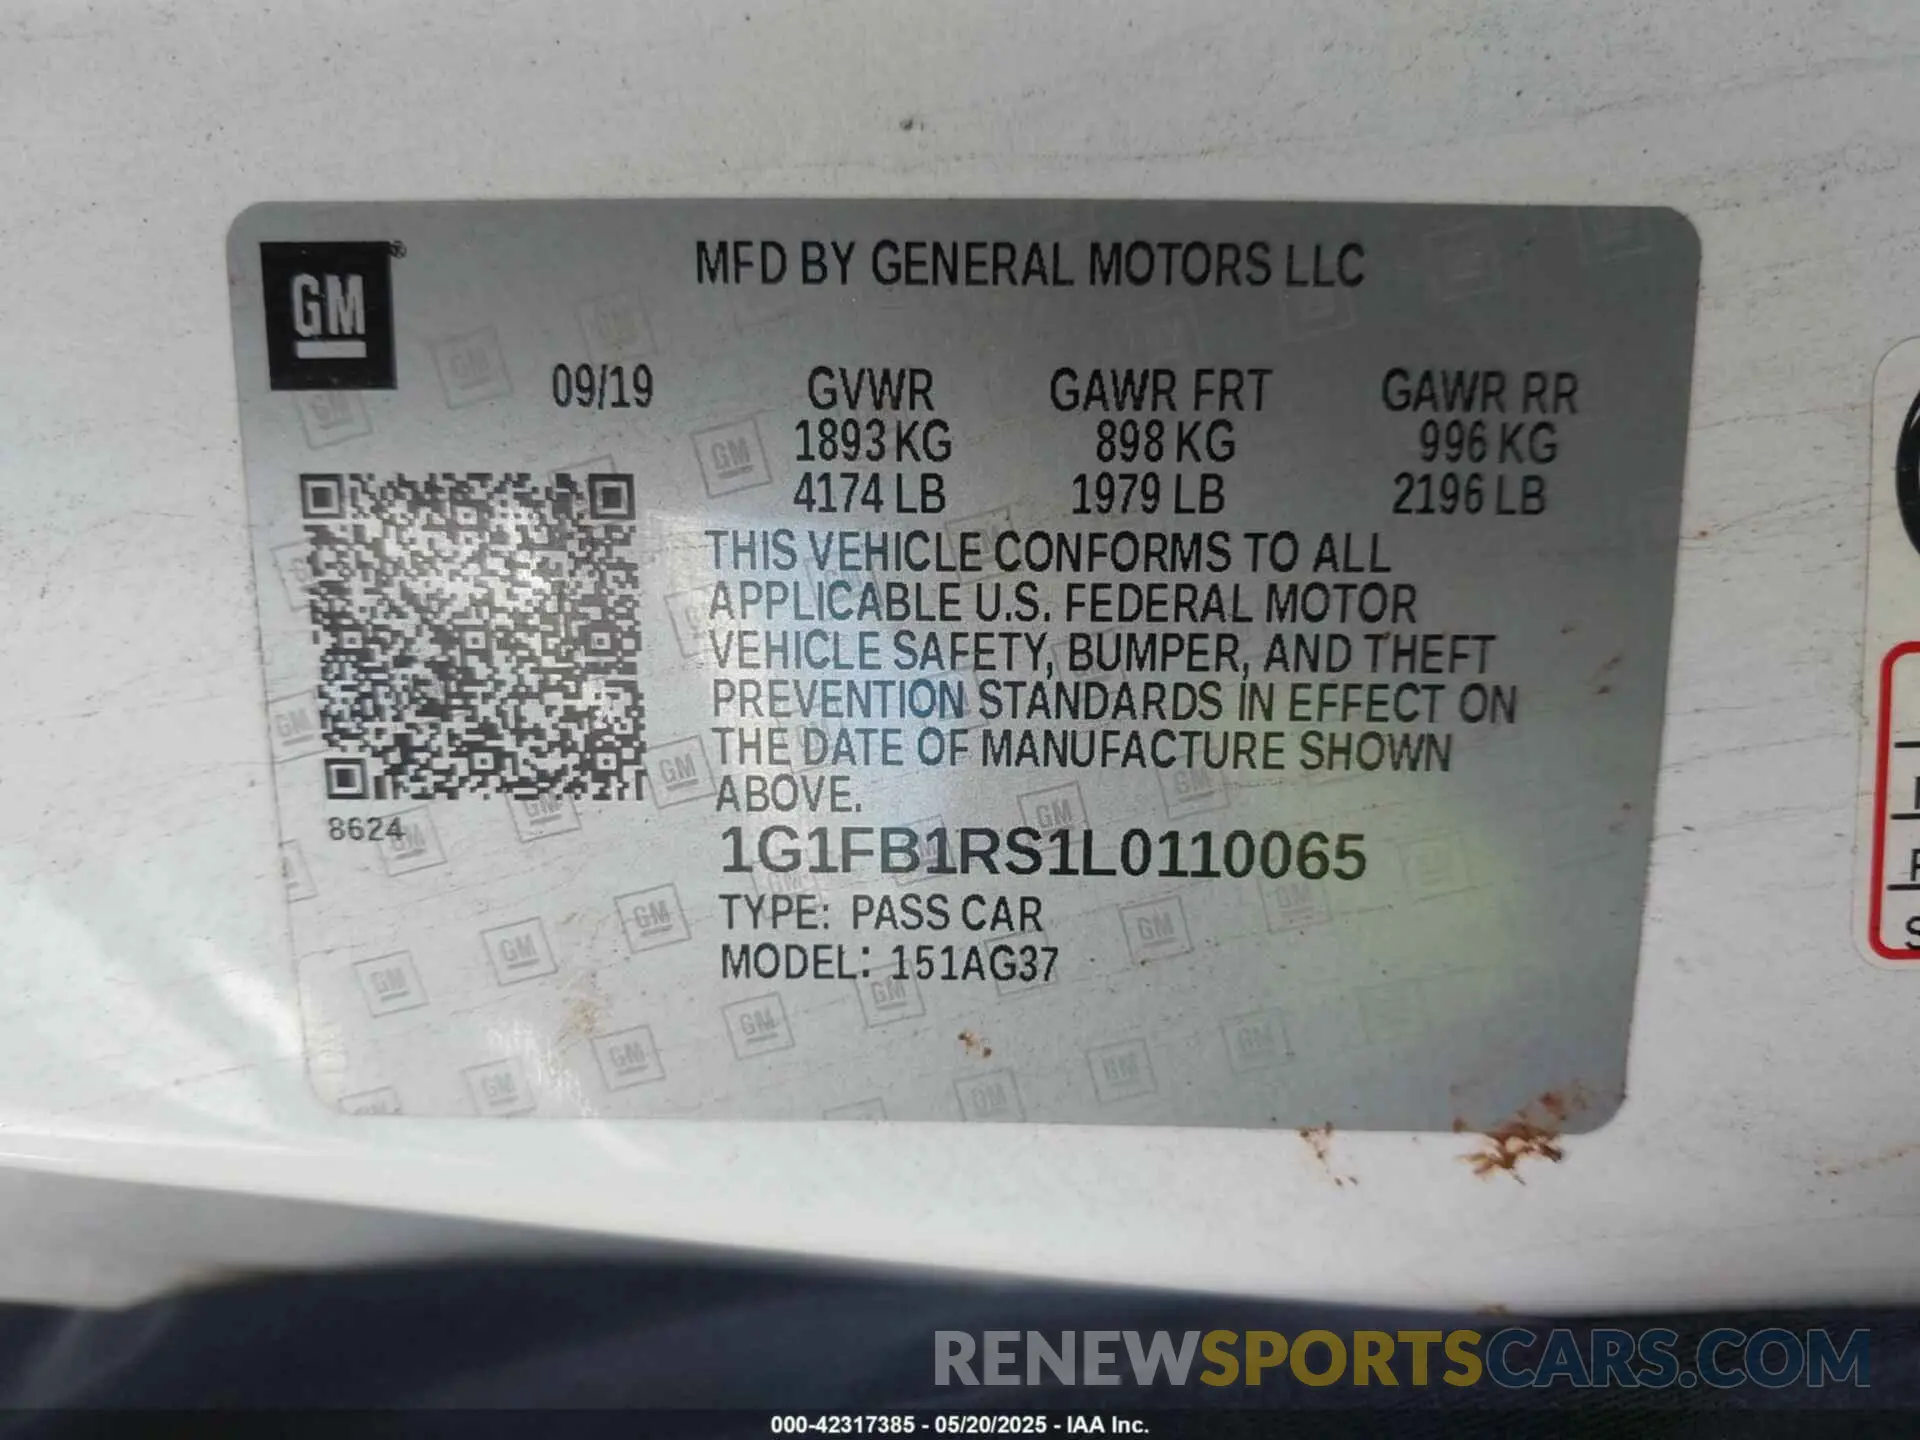 GM®
MFD BY GENERAL MOTORS LLC
09/19 GVWR GAWR FRT GAWR RR
1893 KG 898 KG 996 KG
4174 LB 1979 LB 2196 LB
THIS VEHICLE CONFORMS TO ALL
APPLICABLE U.S. FEDERAL MOTOR
VEHICLE SAFETY, BUMPER, AND THEFT
PREVENTION STANDARDS IN EFFECT ON
THE DATE OF MANUFACTURE SHOWN
ABOVE.
8624
1G1FB1RS1L0110065
TYPE: PASS CAR
MODEL: 151AG37
RENEWSPORTSCARS.COM
000-42317385 - 05/20/2025 - IAA Inc.